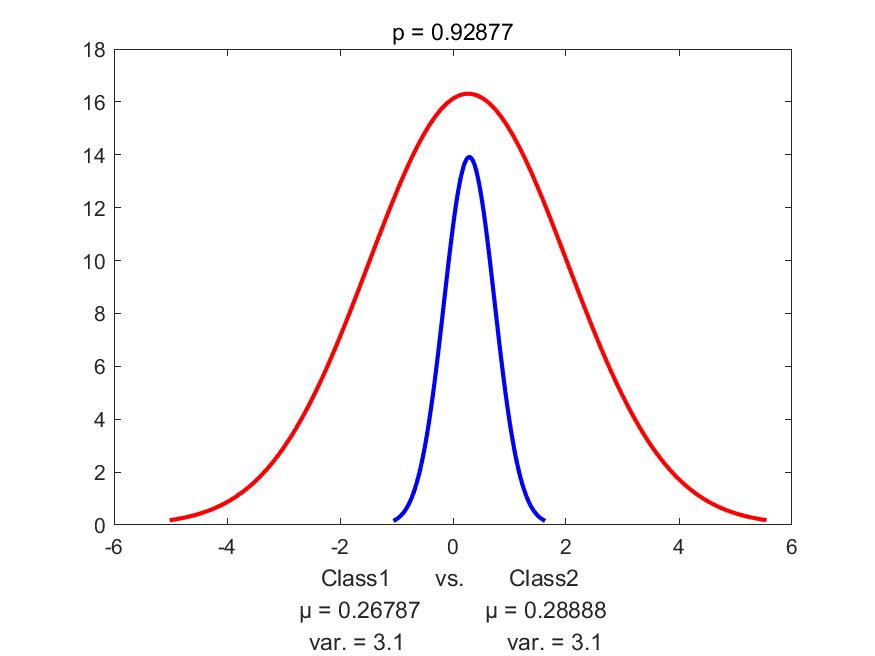 p = 0.92877
18
16
14
12
10
8
6
4
2
0
-6 -4 -2 0 2 4 6
Class1 vs. Class2
μ = 0.26787 μ = 0.28888
var. = 3.1 var. = 3.1